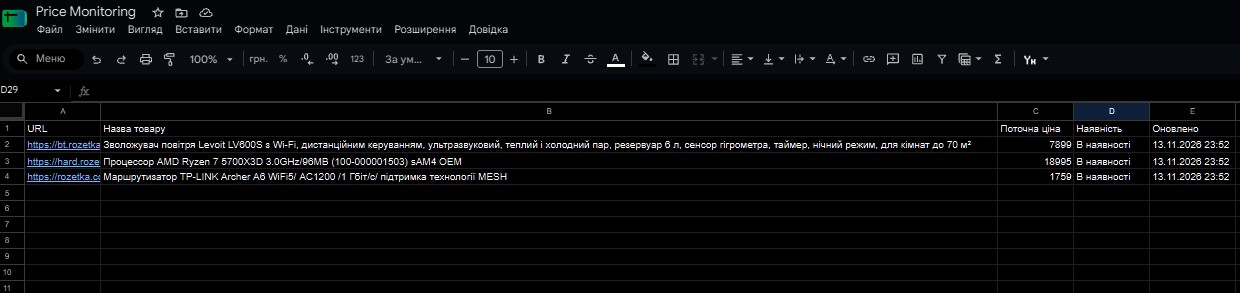 Price Monitoring
Файл Змінити Вигляд Вставити Формат Дані Інструменти Розширення Довідка
Меню 100% грн. % .0 .00 123 За ум... 10 B I A Σ Үн
D29 fx
A B C D E
1 URL Назва товару Поточна ціна Наявність Оновлено
2 https://bt.rozetka Зволожувач повітря Levoit LV600S з Wi-Fi, дистанційним керуванням, ультразвуковий, теплий і холодний пар, резервуар 6 л, сенсор гігрометра, таймер, нічний режим, для кімнат до 70 м² 7899 В наявності 13.11.2026 23:52
3 https://hard.roze Процессор AMD Ryzen 7 5700X3D 3.0GHz/96MB (100-000001503) sAM4 OEM 18995 В наявності 13.11.2026 23:52
4 https://rozetka.co Маршрутизатор TP-LINK Archer A6 WiFi5/ AC1200 /1 Гбіт/с/ підтримка технології MESH 1759 В наявності 13.11.2026 23:52
5
6
7
8
9
10
11